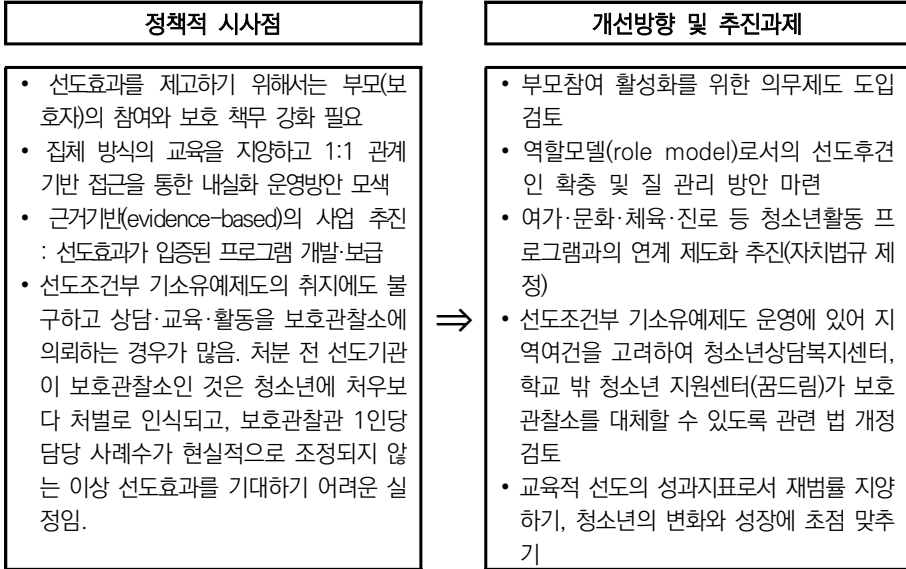 정책적 시사점
• 선도효과를 제고하기 위해서는 부모(보
호자)의 참여와 보호 책무 강화 필요
• 집체 방식의 교육을 지양하고 1:1 관계
기반 접근을 통한 내실화 운영방안 모색
• 근거기반(evidence-based)의 사업 추진
: 선도효과가 입증된 프로그램 개발·보급
• 선도조건부 기소유예제도의 취지에도 불
구하고 상담·교육·활동을 보호관찰소에
의뢰하는 경우가 많음. 처분 전 선도기관
이 보호관찰소인 것은 청소년에 처우보
다 처벌로 인식되고, 보호관찰관 1인당
담당 사례수가 현실적으로 조정되지 않
는 이상 선도효과를 기대하기 어려운 실
정임.
⇒
개선방향 및 추진과제
• 부모참여 활성화를 위한 의무제도 도입
검토
• 역할모델(role model)로서의 선도후견
인 확충 및 질 관리 방안 마련
• 여가·문화·체육·진로 등 청소년활동 프
로그램과의 연계 제도화 추진(자치법규 제
정)
• 선도조건부 기소유예제도 운영에 있어 지
역여건을 고려하여 청소년상담복지센터,
학교 밖 청소년 지원센터(꿈드림)가 보호
관찰소를 대체할 수 있도록 관련 법 개정
검토
• 교육적 선도의 성과지표로서 재범률 지양
하기, 청소년의 변화와 성장에 초점 맞추
기